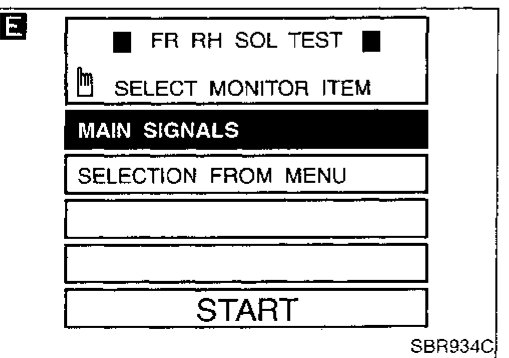 E
■ FR RH SOL TEST ■
SELECT MONITOR ITEM
MAIN SIGNALS
SELECTION FROM MENU
START
SBR934C